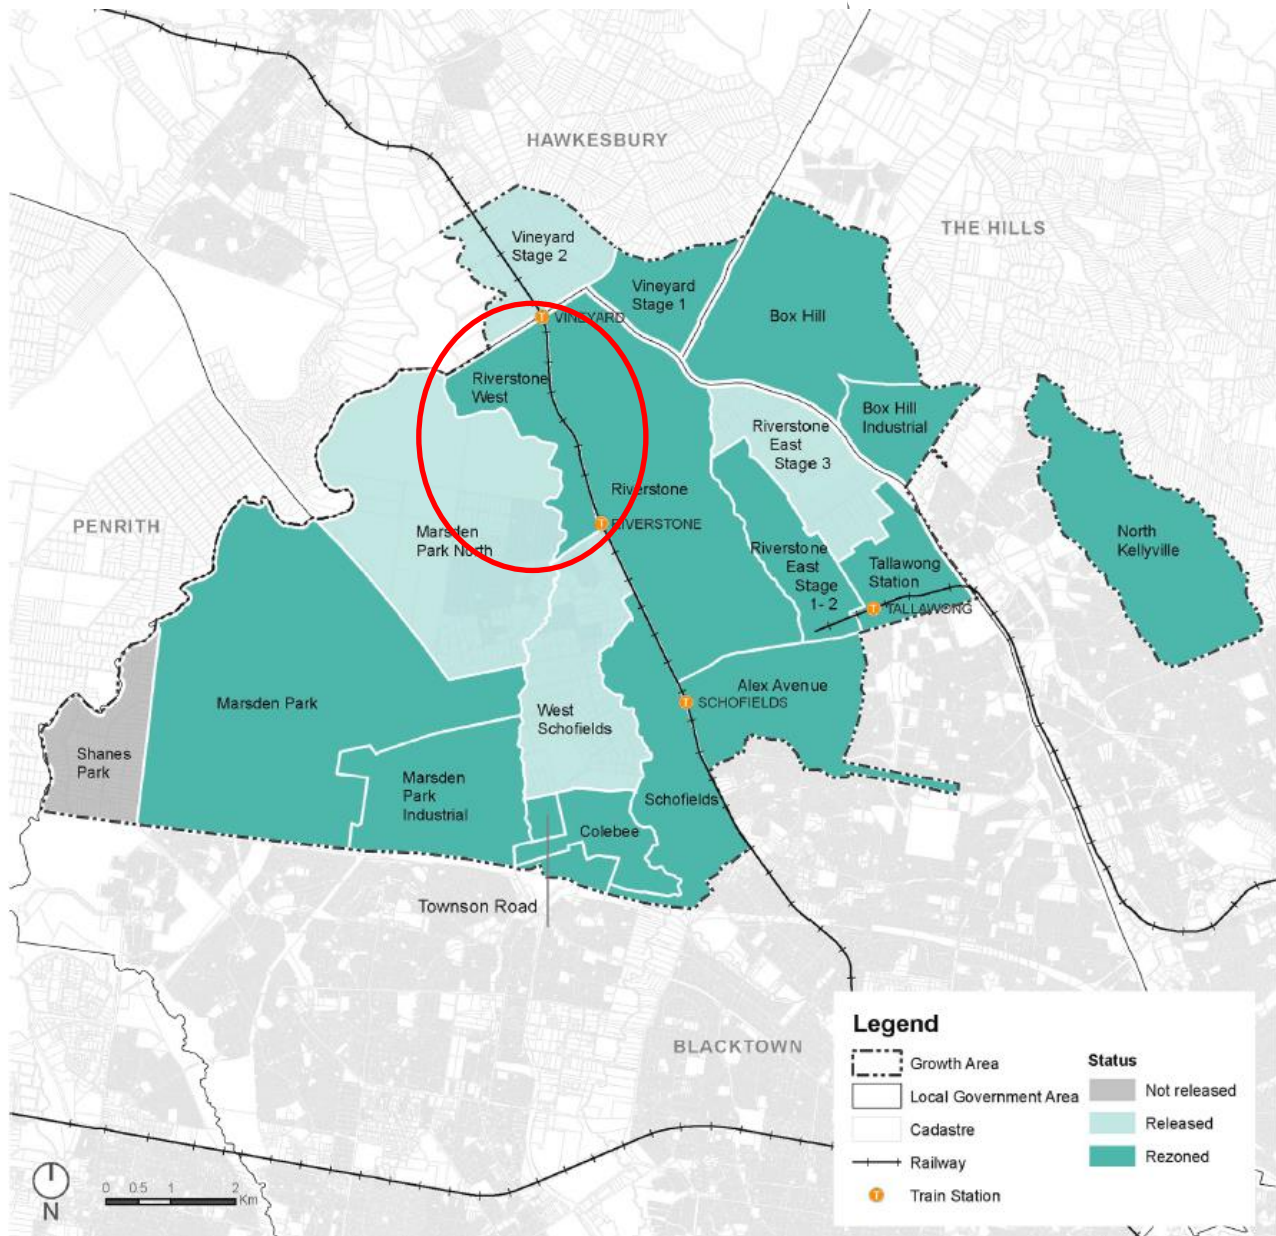 HAWKESBURY
THE HILLS
Vineyard
Stage 2
Vineyard
Stage 1
Box Hill
T VINEYARD
Riverstone
West
Box Hill
Industrial
Riverstone
East
Stage 3
Riverstone
T RIVERSTONE
PENRITH
Marsden
Park North
North
Kellyville
Riverstone
East
Stage
1- 2
Tallawong
Station
T TALLAWONG
Marsden Park
Alex Avenue
T SCHOFIELDS
West
Schofields
Shanes
Park
Marsden
Park
Industrial
Schofields
Colebee
Townson Road
BLACKTOWN
Legend
Growth Area
Local Government Area
Cadastre
Railway
T Train Station
Status
Not released
Released
Rezoned
N
0 0.5 1 2
Km